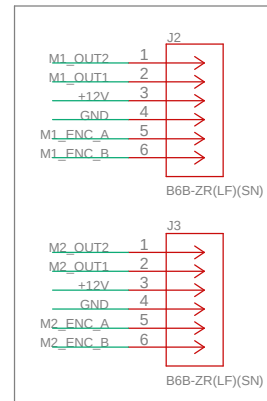 J2
M1_OUT2 1
M1_OUT1 2
+12V 3
GND 4
M1_ENC_A 5
M1_ENC_B 6
B6B-ZR(LF)(SN)
J3
M2_OUT2 1
M2_OUT1 2
+12V 3
GND 4
M2_ENC_A 5
M2_ENC_B 6
B6B-ZR(LF)(SN)